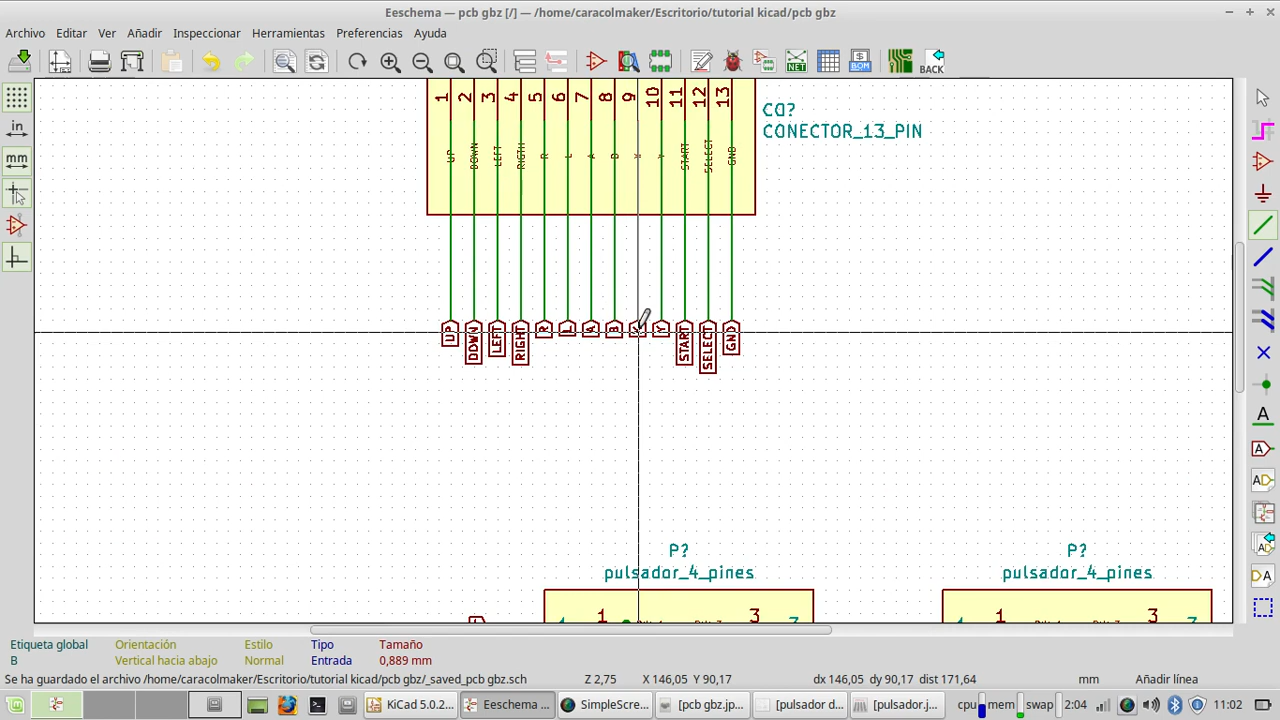 Eeschema — pcb gbz [/] — /home/caracolmaker/Escritorio/tutorial kicad/pcb gbz
Archivo Editar Ver Añadir Inspeccionar Herramientas Preferencias Ayuda
NET BOM BACK
in
mm
1 2 3 4 5 6 7 8 9 10 11 12 13
CQ?
CONECTOR_13_PIN
UP DOWN LEFT RIGTH R L A B Y START SELECT GND
UP DOWN LEFT RIGHT R L A B Y START SELECT GND
A
A
P?
pulsador_4_pines
P?
pulsador_4_pines
1 3
1 3
Etiqueta global Orientación Estilo Tipo Tamaño
B Vertical hacia abajo Normal Entrada 0,889 mm
Se ha guardado el archivo /home/caracolmaker/Escritorio/tutorial kicad/pcb gbz/_saved_pcb gbz.sch Z 2,75 X 146,05 Y 90,17 dx 146,05 dy 90,17 dist 171,64 mm Añadir línea
KiCad 5.0.2... Eeschema ... SimpleScre... [pcb gbz.jp... [pulsador d... [pulsador.j... cpu mem swap 2:04 11:02